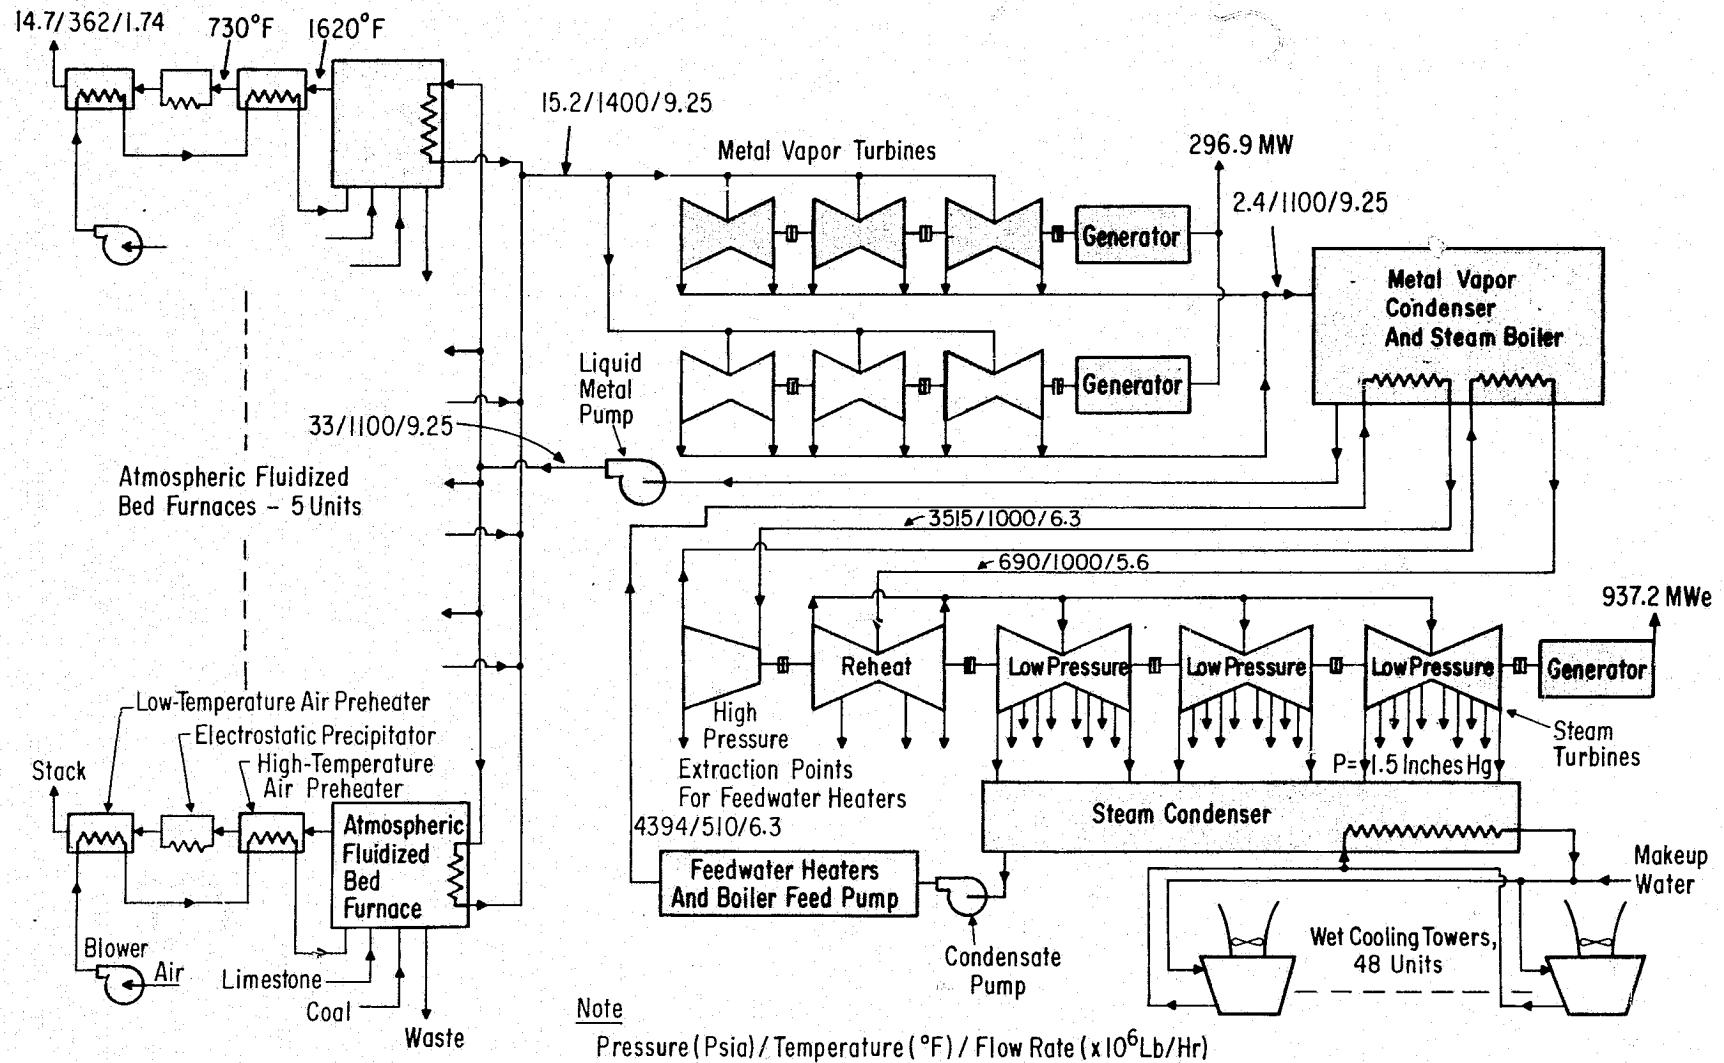 14.7/362/1.74
730°F
1620°F
15.2/1400/9.25
Metal Vapor Turbines
296.9 MW
2.4/1100/9.25
Generator
Metal Vapor
Condenser
And Steam Boiler
Liquid
Metal
Pump
Generator
33/1100/9.25
Atmospheric Fluidized
Bed Furnaces – 5 Units
3515/1000/6.3
690/1000/5.6
937.2 MWe
Reheat
Low Pressure
Low Pressure
Low Pressure
Generator
High
Pressure
Steam
Turbines
Extraction Points
For Feedwater Heaters
P= 1.5 Inches Hg
Low-Temperature Air Preheater
Electrostatic Precipitator
High-Temperature
Air Preheater
Stack
Atmospheric
Fluidized
Bed
Furnace
4394/510/6.3
Steam Condenser
Feedwater Heaters
And Boiler Feed Pump
Makeup
Water
Condensate
Pump
Wet Cooling Towers,
48 Units
Blower
Air
Limestone
Coal
Waste
Note
Pressure (Psia) / Temperature (°F) / Flow Rate (x10⁶Lb/Hr)